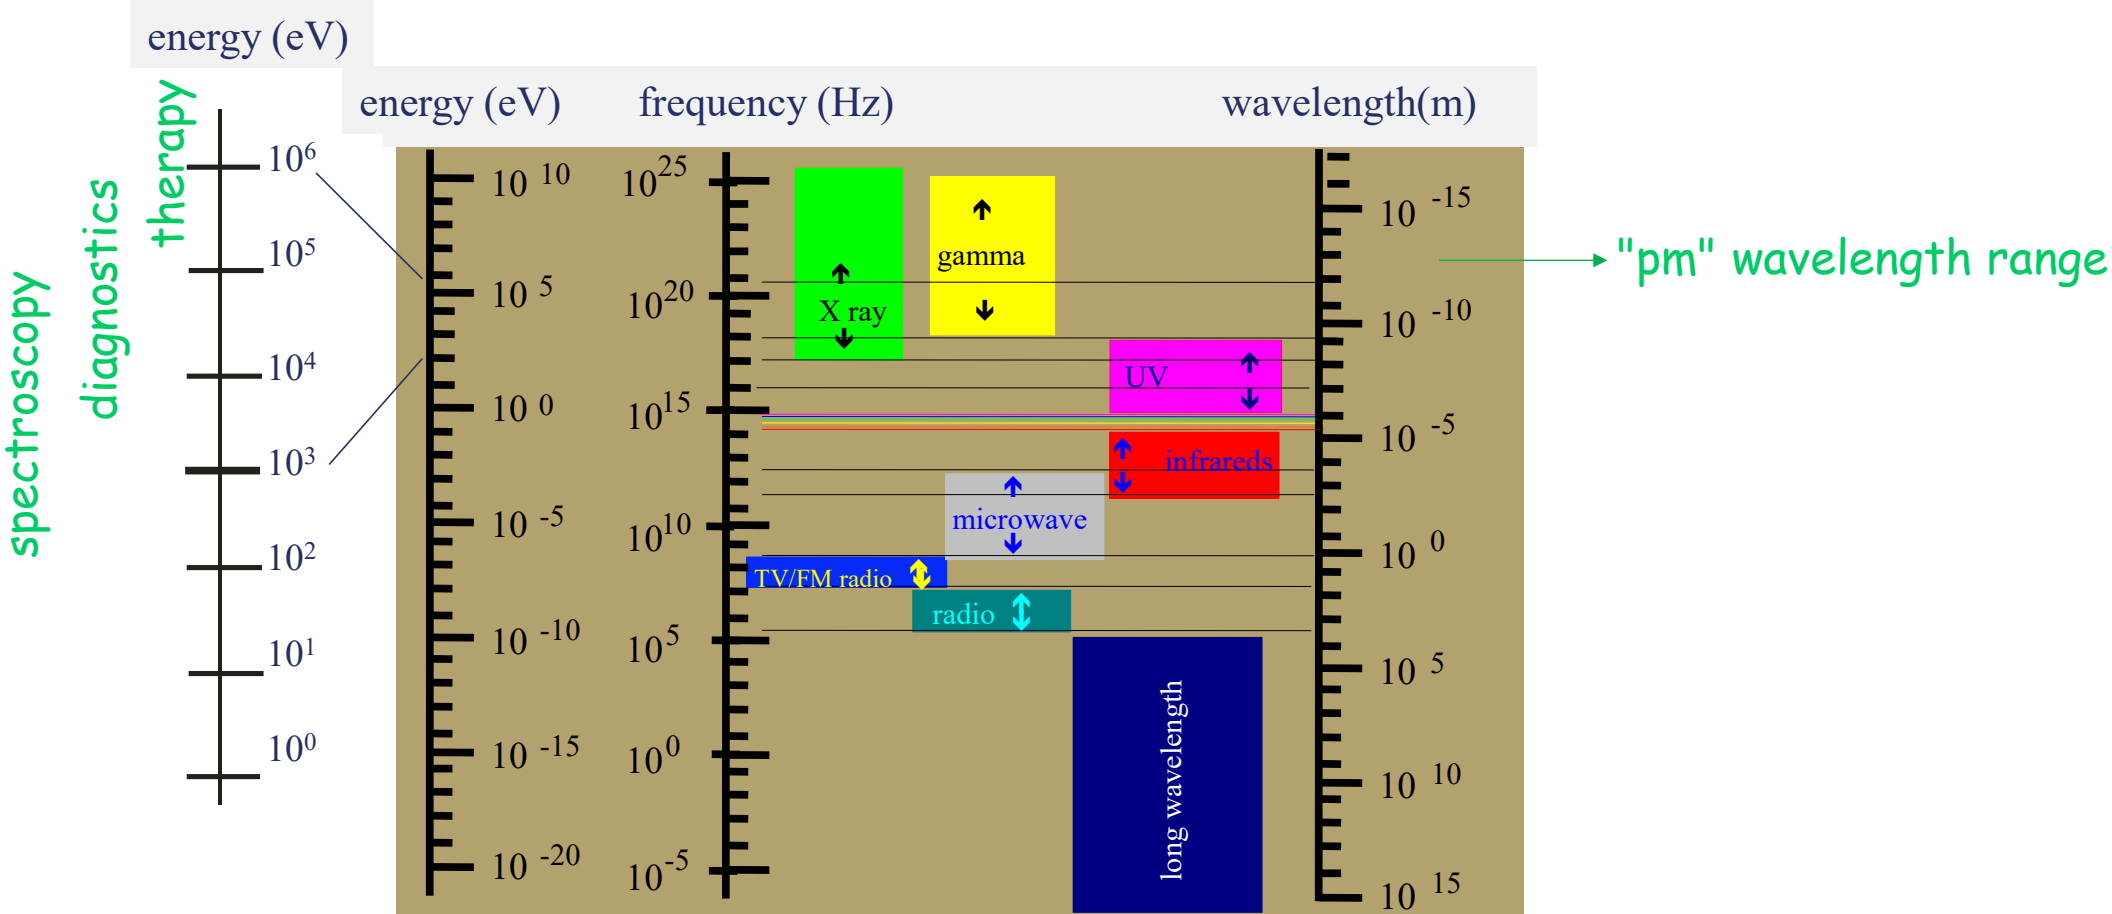 energy (eV)
energy (eV)
frequency (Hz)
wavelength(m)
spectroscopy
diagnostics
therapy
10⁶
10⁵
10⁴
10³
10²
10¹
10⁰
10 10
10 5
10 0
10 -5
10 -10
10 -15
10 -20
10²⁵
10²⁰
10¹⁵
10¹⁰
10⁵
10⁰
10⁻⁵
X ray
gamma
UV
infrareds
microwave
TV/FM radio
radio
long wavelength
10 -15
10 -10
10 -5
10 0
10 5
10 10
10 15
"pm" wavelength range